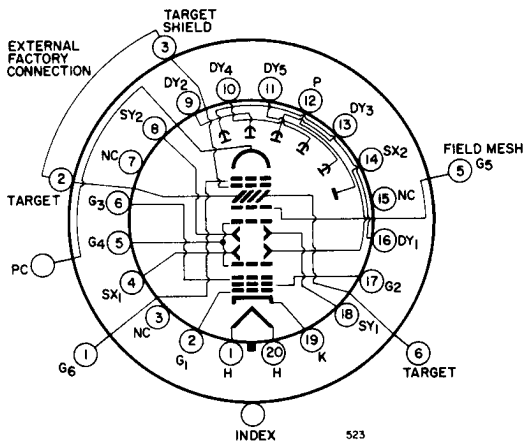 TARGET
SHIELD
3
EXTERNAL
FACTORY
CONNECTION
DY4
DY5
10
11
P
12
DY2
9
DY3
13
SY2
8
SX2
14
NC
7
FIELD MESH
G5
5
2
TARGET
15
NC
G3
6
G4
5
16
DY1
PC
4
SX1
17
G2
3
NC
18
SY1
G6
1
2
G1
1
H
20
H
19
K
6
TARGET
INDEX
523